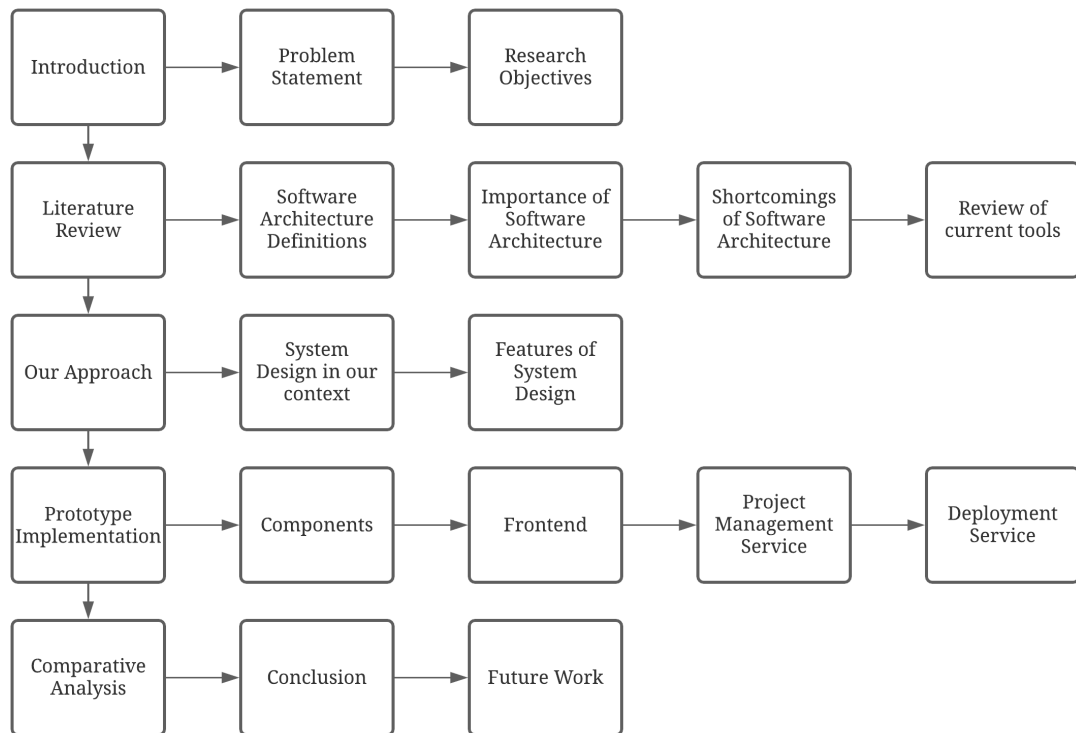 Introduction
Problem
Statement
Research
Objectives
Literature
Review
Software
Architecture
Definitions
Importance of
Software
Architecture
Shortcomings
of Software
Architecture
Review of
current tools
Our Approach
System
Design in our
context
Features of
System
Design
Prototype
Implementation
Components
Frontend
Project
Management
Service
Deployment
Service
Comparative
Analysis
Conclusion
Future Work